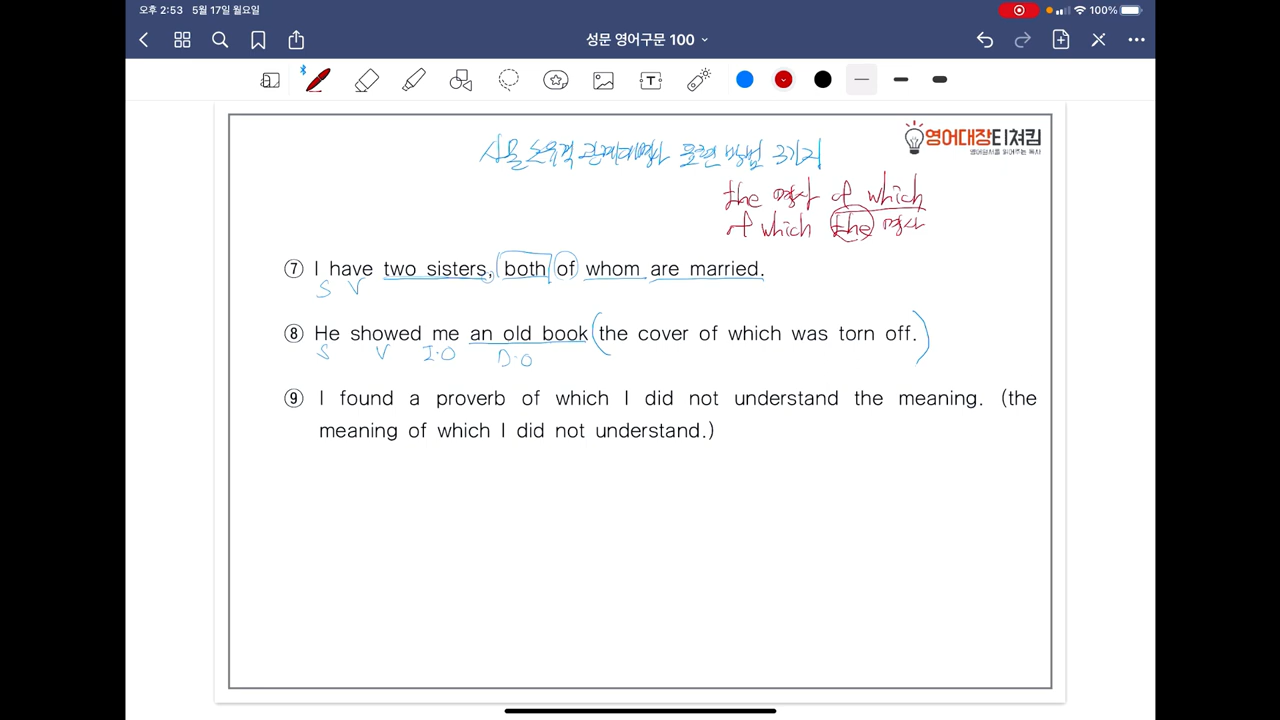 오후 2:53 5월 17일 월요일
100%
성문 영어구문 100
영어대장티쳐킴
사물 소유격 관계대명사 물련 방법 3가지
the 명사 of which
of which the 명사
⑦ I have two sisters, both of whom are married.
S V
⑧ He showed me an old book (the cover of which was torn off.)
S V I·O D·O
⑨ I found a proverb of which I did not understand the meaning. (the
meaning of which I did not understand.)